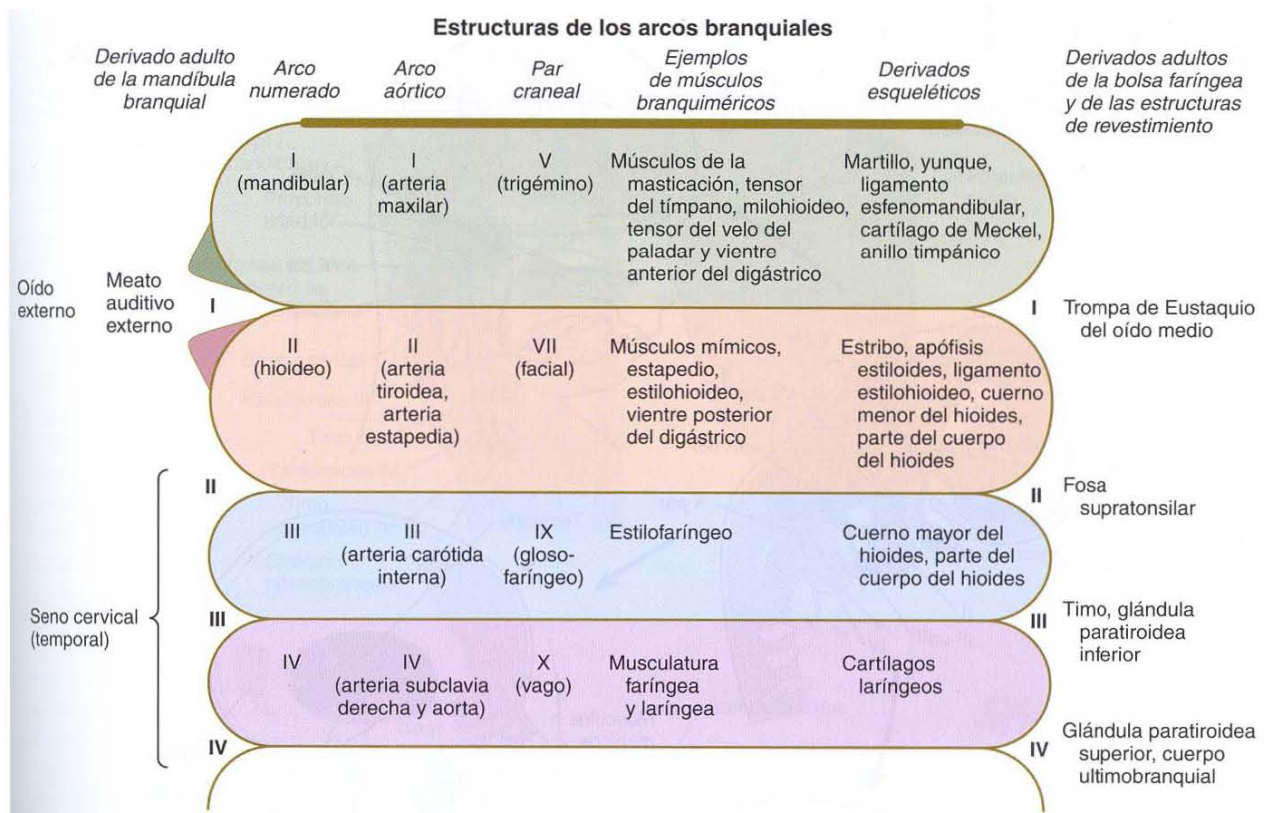 Estructuras de los arcos branquiales
Derivado adulto
de la mandíbula
branquial
Arco
numerado
Arco
aórtico
Par
craneal
Ejemplos
de músculos
branquiméricos
Derivados
esqueléticos
Derivados adultos
de la bolsa faríngea
y de las estructuras
de revestimiento
I
(mandibular)
I
(arteria
maxilar)
V
(trigémino)
Músculos de la
masticación, tensor
del tímpano, milohioideo,
tensor del velo del
paladar y vientre
anterior del digástrico
Martillo, yunque,
ligamento
esfenomandibular,
cartílago de Meckel,
anillo timpánico
Oído
externo
Meato
auditivo
externo
I
I
Trompa de Eustaquio
del oído medio
II
(hioideo)
II
(arteria
tiroidea,
arteria
estapedia)
VII
(facial)
Músculos mímicos,
estapedio,
estilohioideo,
vientre posterior
del digástrico
Estribo, apófisis
estiloides, ligamento
estilohioideo, cuerno
menor del hioides,
parte del cuerpo
del hioides
II
II
Fosa
supratonsilar
III
III
(arteria carótida
interna)
IX
(gloso-
faríngeo)
Estilofaríngeo
Cuerno mayor del
hioides, parte del
cuerpo del hioides
Seno cervical
(temporal)
III
III
Timo, glándula
paratiroidea
inferior
IV
IV
(arteria subclavia
derecha y aorta)
X
(vago)
Musculatura
faríngea
y laríngea
Cartílagos
laríngeos
IV
IV
Glándula paratiroidea
superior, cuerpo
ultimobranquial